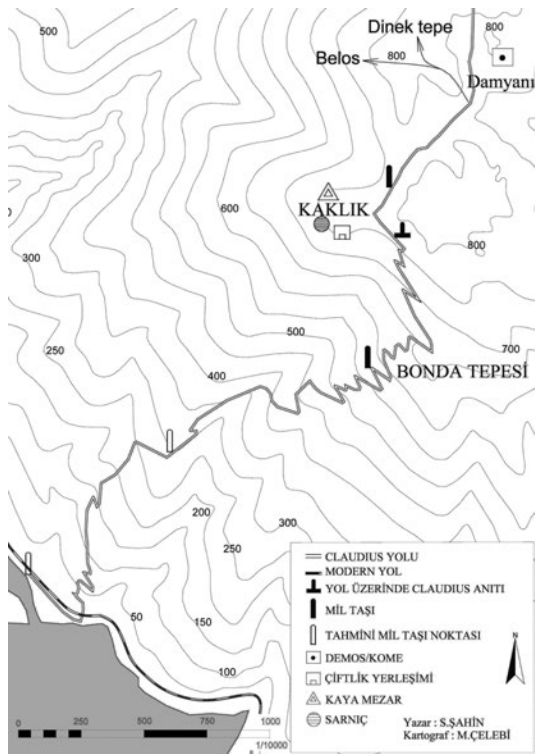 500
Dinek tepe
800
800
Belos
Damyanı
600
KAKLIK
300
800
250
500
700
400
BONDA TEPESİ
200
300
250
50
150
100
CLAUDIUS YOLU
MODERN YOL
YOL ÜZERİNDE CLAUDIUS ANITI
MİL TAŞI
TAHMİNİ MİL TAŞI NOKTASI
DEMOS/KOME
ÇİFTLİK YERLEŞİMİ
KAYA MEZAR
SARNIÇ
N
Yazar : S.ŞAHİN
Kartograf : M.ÇELEBİ
0 250 500 750 1000
1/10000